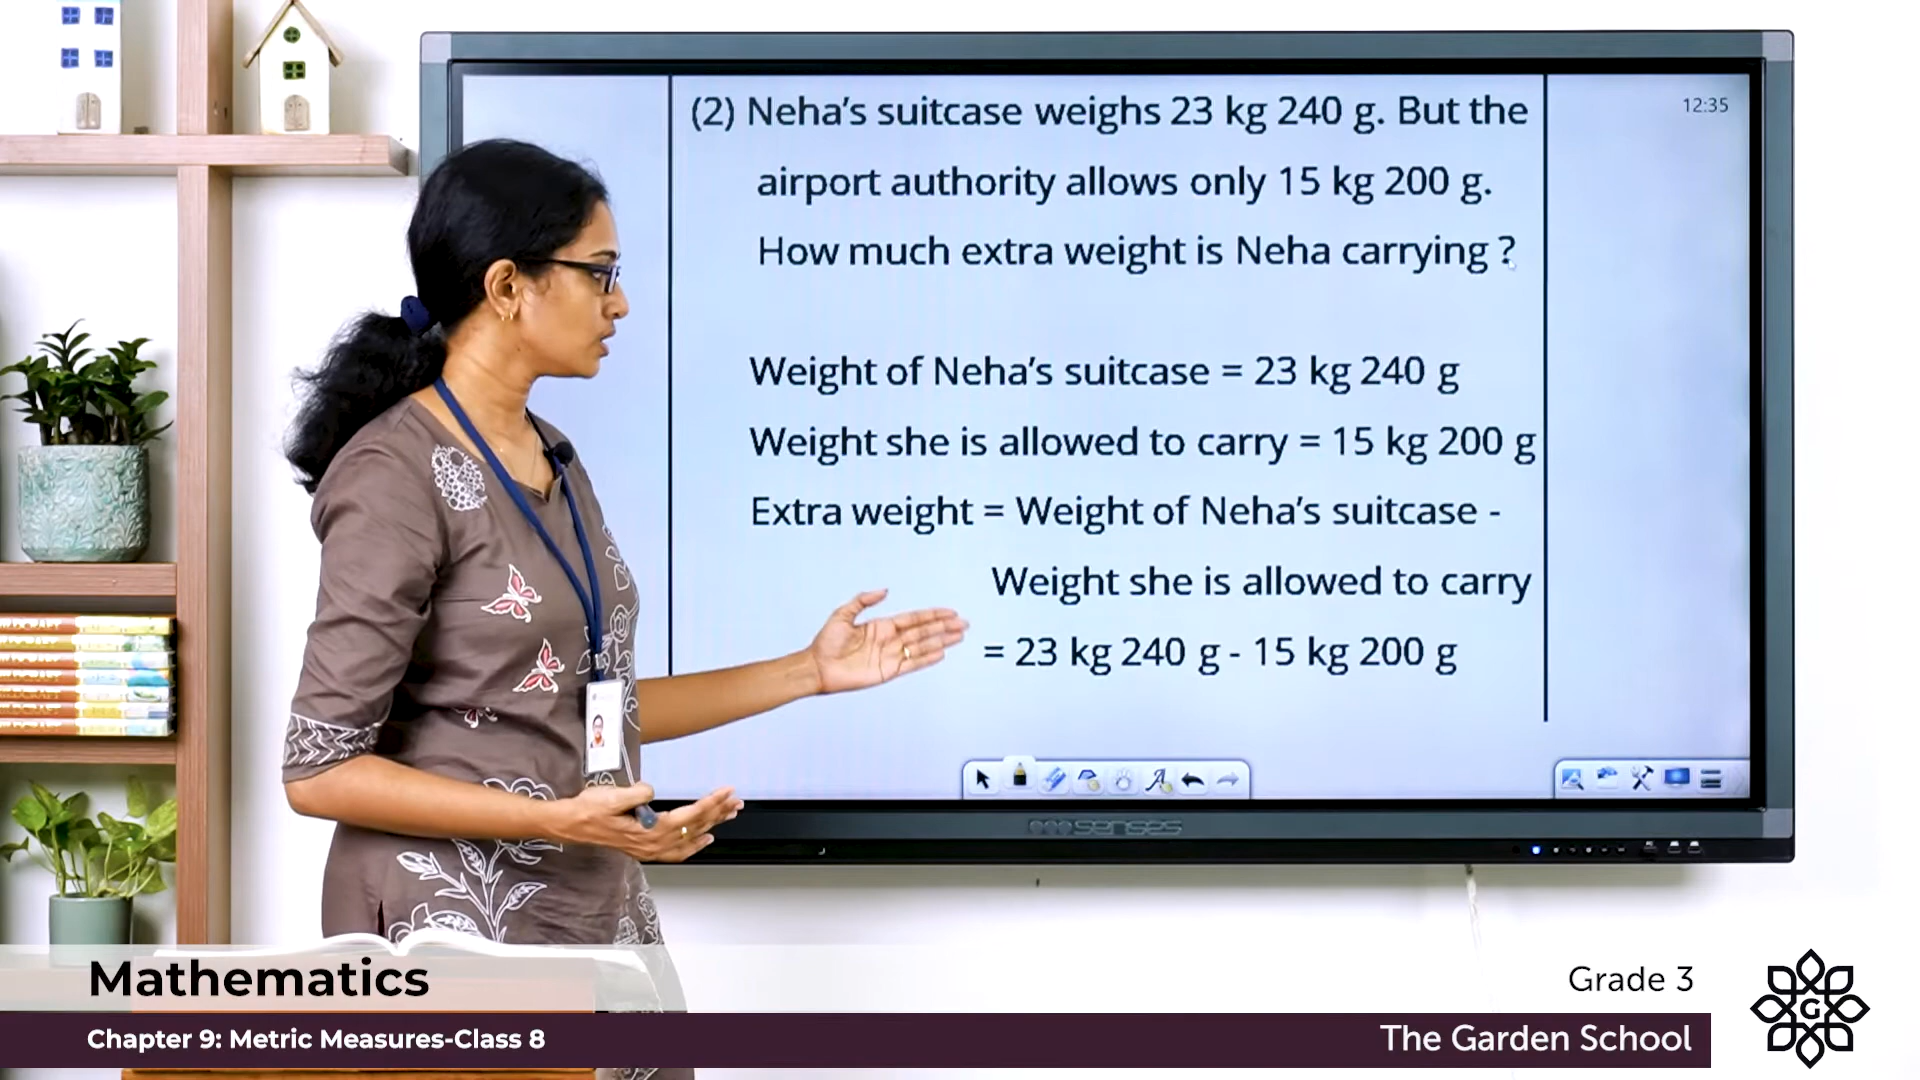 (2) Neha’s suitcase weighs 23 kg 240 g. But the
12:35
airport authority allows only 15 kg 200 g.
How much extra weight is Neha carrying ?
Weight of Neha’s suitcase = 23 kg 240 g
Weight she is allowed to carry = 15 kg 200 g
Extra weight = Weight of Neha’s suitcase -
Weight she is allowed to carry
= 23 kg 240 g - 15 kg 200 g
senses
Mathematics
Grade 3
Chapter 9: Metric Measures-Class 8
The Garden School
G